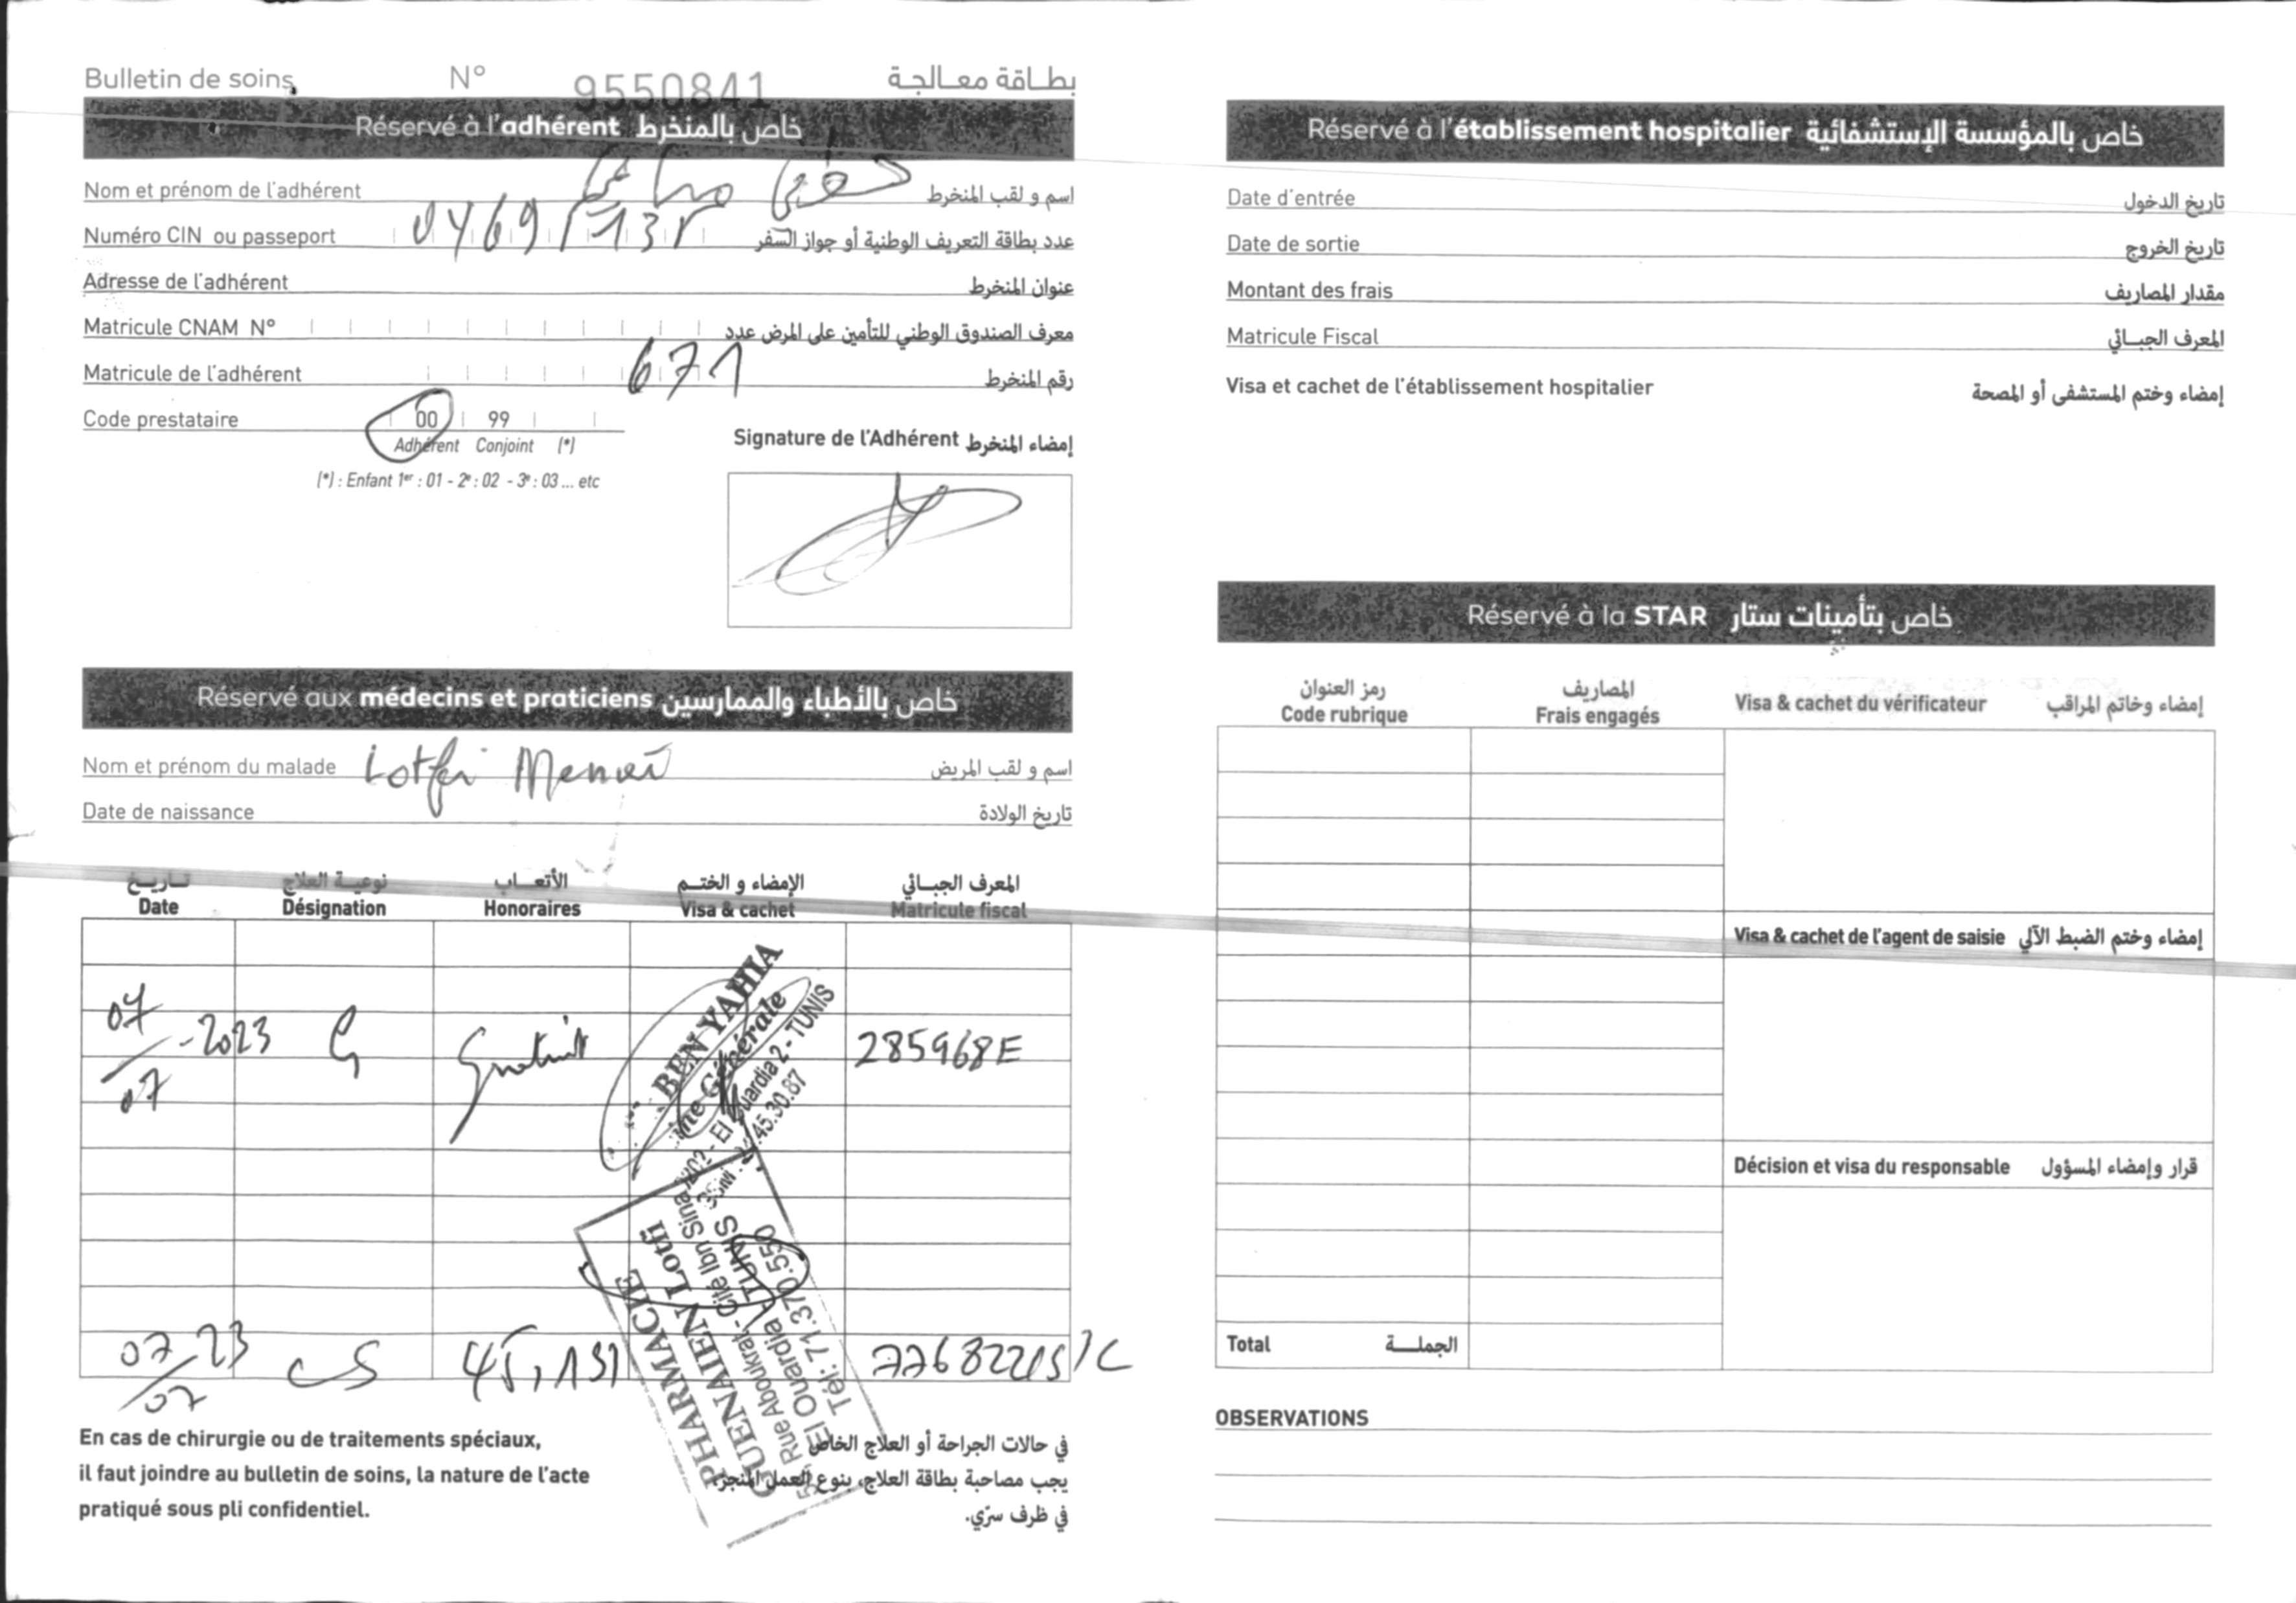 Bulletin de soins N° 9550841 بطاقة معالجة
Réservé à l'adhérent خاص بالمنخرط
Nom et prénom de l'adhérent اسم و لقب المنخرط
Numéro CIN ou passeport عدد بطاقة التعريف الوطنية أو جواز السفر
Adresse de l'adhérent عنوان المنخرط
Matricule CNAM N° معرف الصندوق الوطني للتأمين على المرض عدد
Matricule de l'adhérent 671 رقم المنخرط
Code prestataire 00 99
Adhérent Conjoint (*)
(*) : Enfant 1er : 01 - 2e : 02 - 3e : 03 ... etc
Signature de l'Adhérent إمضاء المنخرط
Réservé aux médecins et praticiens خاص بالأطباء والممارسين
Nom et prénom du malade Lotfi اسم و لقب المريض
Date de naissance تاريخ الولادة
تاريخ نوعية العلاج الأتعاب الإمضاء و الختم المعرف الجبائي
Date Désignation Honoraires Visa & cachet Matricule fiscal
07/07-2023 G Gratuit 285968E
BEN YAHIA
Générale
El Ouardia 2 - TUNIS
45.30.87
07/07 23 CS
PHARMACIE
GUENAIEN Lotfi
Rue Aboukrat - Cité Ibn Sina
El Ouardia TUNIS
Tél: 71.370.550
En cas de chirurgie ou de traitements spéciaux,
il faut joindre au bulletin de soins, la nature de l'acte
pratiqué sous pli confidentiel.
في حالات الجراحة أو العلاج الخاص
يجب مصاحبة بطاقة العلاج، بنوع العمل المنجز،
في ظرف سرّي.
Réservé à l'établissement hospitalier خاص بالمؤسسة الإستشفائية
Date d'entrée تاريخ الدخول
Date de sortie تاريخ الخروج
Montant des frais مقدار المصاريف
Matricule Fiscal المعرف الجبائي
Visa et cachet de l'établissement hospitalier إمضاء وختم المستشفى أو المصحة
Réservé à la STAR خاص بتأمينات ستار
رمز العنوان المصاريف
Code rubrique Frais engagés Visa & cachet du vérificateur إمضاء وخاتم المراقب
Visa & cachet de l'agent de saisie إمضاء وختم الضبط الآلي
Décision et visa du responsable قرار وإمضاء المسؤول
Total الجملة
OBSERVATIONS